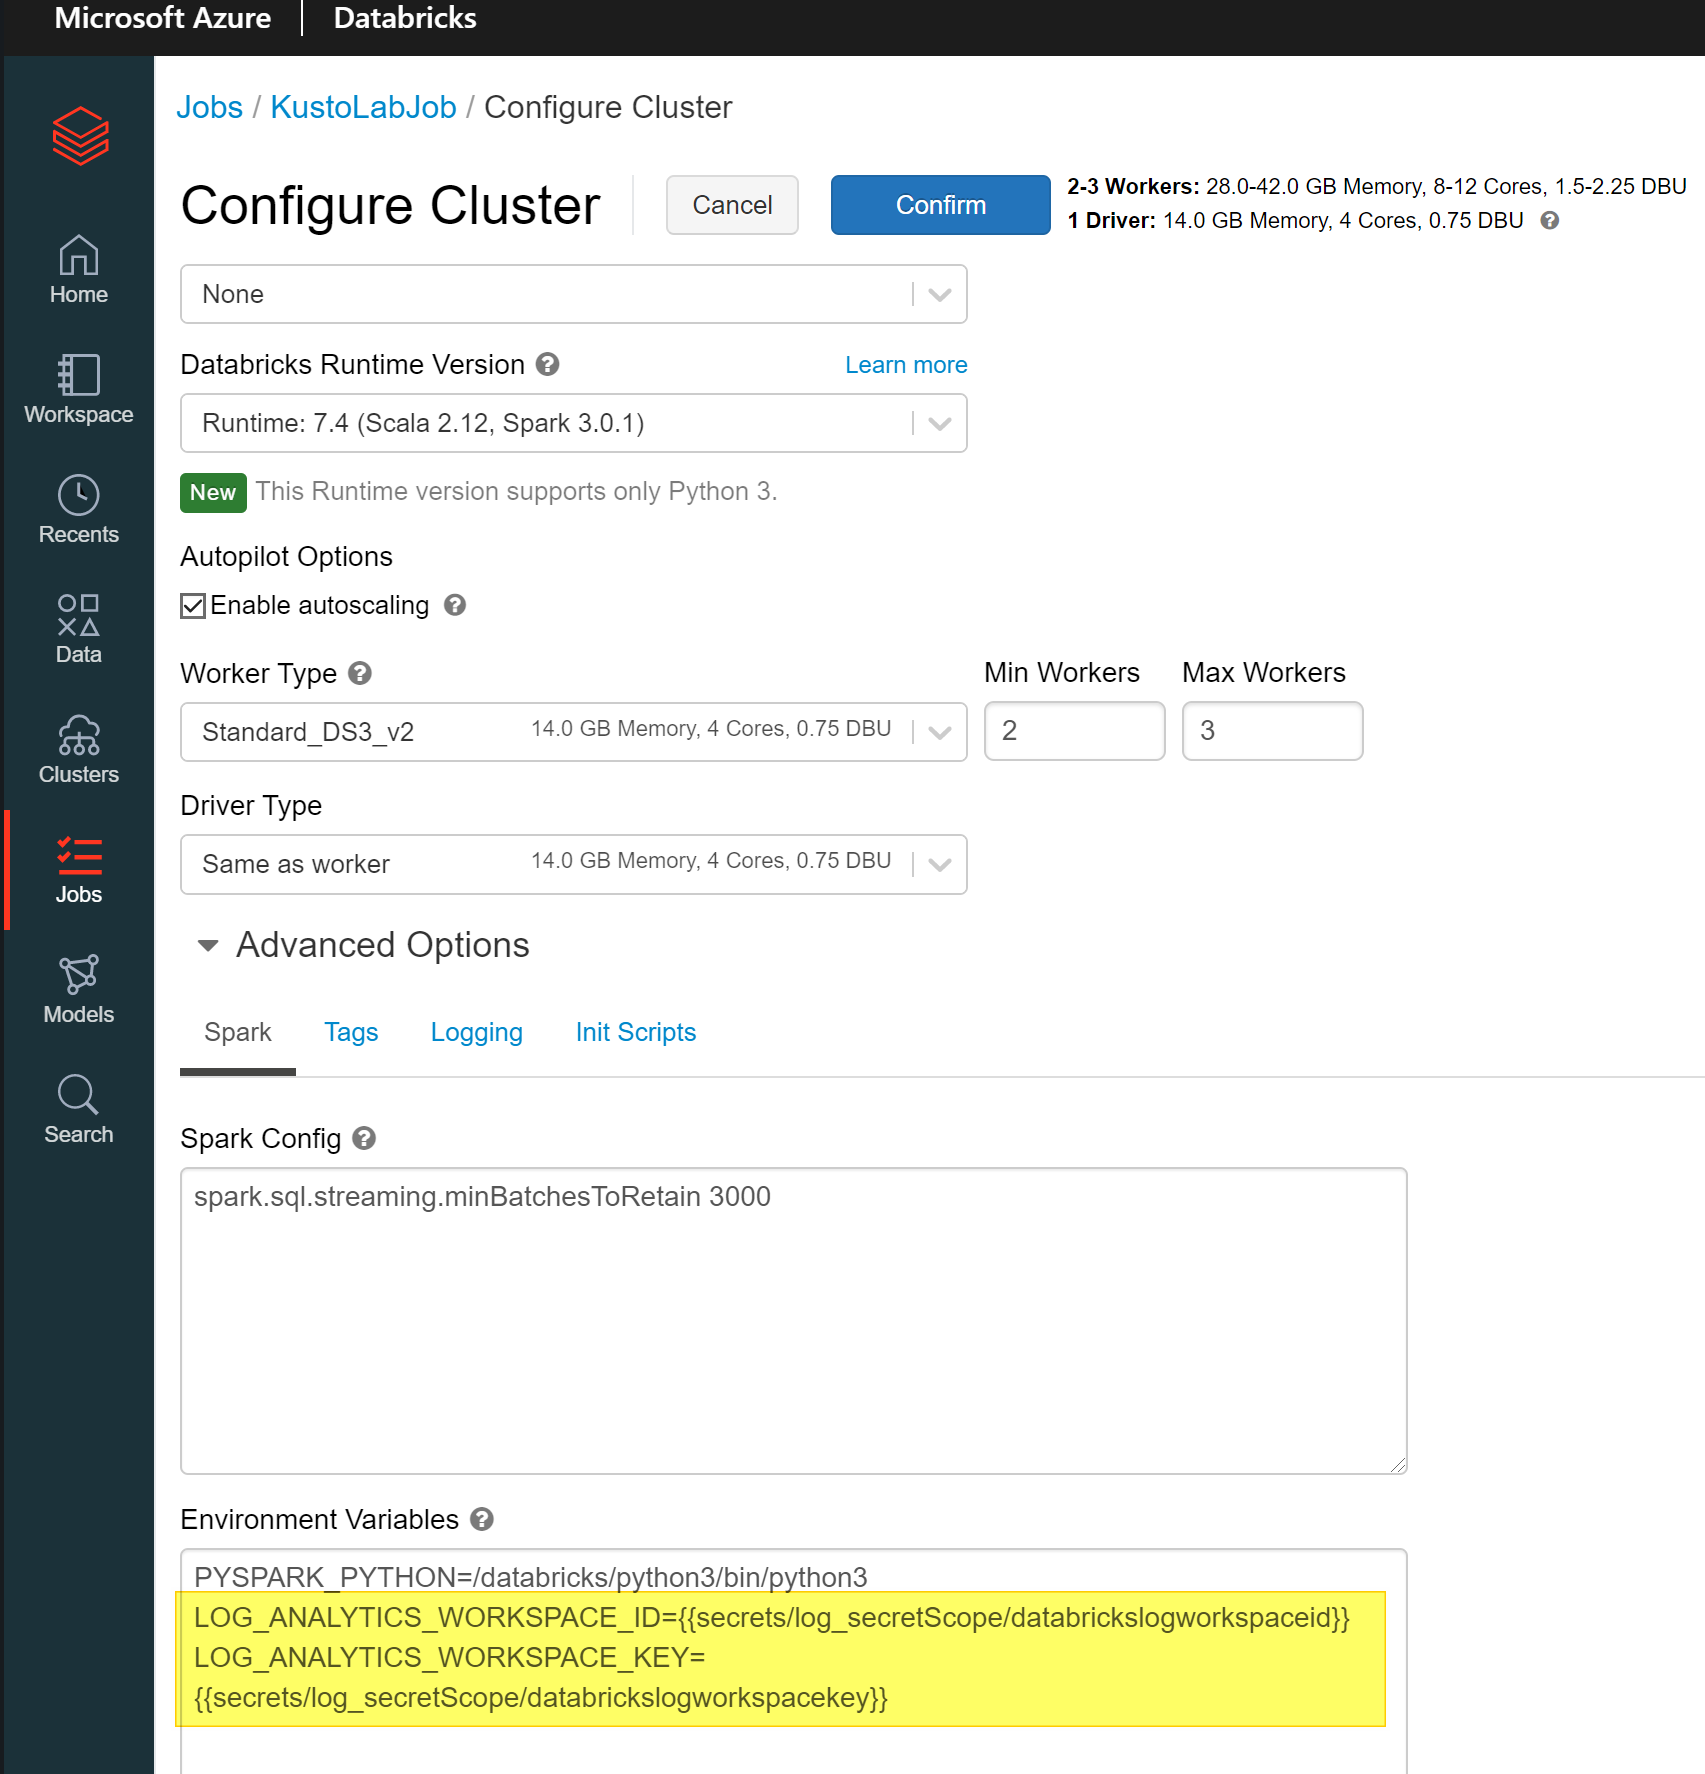 Microsoft Azure | Databricks
Jobs / KustoLabJob / Configure Cluster
Configure Cluster
Cancel
Confirm
2-3 Workers: 28.0-42.0 GB Memory, 8-12 Cores, 1.5-2.25 DBU
1 Driver: 14.0 GB Memory, 4 Cores, 0.75 DBU ?
Home
Workspace
Recents
Data
Clusters
Jobs
Models
Search
None
Databricks Runtime Version ?
Learn more
Runtime: 7.4 (Scala 2.12, Spark 3.0.1)
New This Runtime version supports only Python 3.
Autopilot Options
Enable autoscaling ?
Worker Type ?
Min Workers
Max Workers
Standard_DS3_v2
14.0 GB Memory, 4 Cores, 0.75 DBU
2
3
Driver Type
Same as worker
14.0 GB Memory, 4 Cores, 0.75 DBU
Advanced Options
Spark
Tags
Logging
Init Scripts
Spark Config ?
spark.sql.streaming.minBatchesToRetain 3000
Environment Variables ?
PYSPARK_PYTHON=/databricks/python3/bin/python3
LOG_ANALYTICS_WORKSPACE_ID={{secrets/log_secretScope/databrickslogworkspaceid}}
LOG_ANALYTICS_WORKSPACE_KEY=
{{secrets/log_secretScope/databrickslogworkspacekey}}